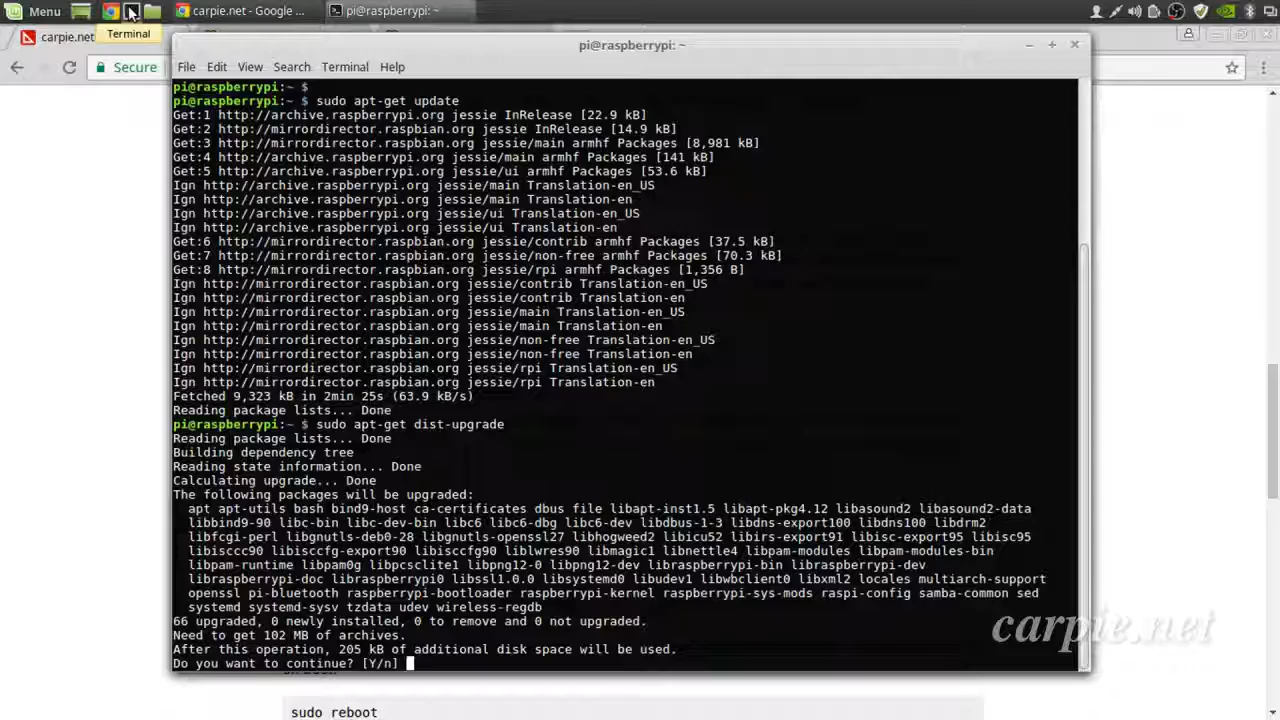 Menu
carpie.net - Google ...
pi@raspberrypi: ~
Terminal
carpie.net
pi@raspberrypi: ~
Secure
File Edit View Search Terminal Help
pi@raspberrypi:~ $
pi@raspberrypi:~ $ sudo apt-get update
Get:1 http://archive.raspberrypi.org jessie InRelease [22.9 kB]
Get:2 http://mirrordirector.raspbian.org jessie InRelease [14.9 kB]
Get:3 http://mirrordirector.raspbian.org jessie/main armhf Packages [8,981 kB]
Get:4 http://archive.raspberrypi.org jessie/main armhf Packages [141 kB]
Get:5 http://archive.raspberrypi.org jessie/ui armhf Packages [53.6 kB]
Ign http://archive.raspberrypi.org jessie/main Translation-en_US
Ign http://archive.raspberrypi.org jessie/main Translation-en
Ign http://archive.raspberrypi.org jessie/ui Translation-en_US
Ign http://archive.raspberrypi.org jessie/ui Translation-en
Get:6 http://mirrordirector.raspbian.org jessie/contrib armhf Packages [37.5 kB]
Get:7 http://mirrordirector.raspbian.org jessie/non-free armhf Packages [70.3 kB]
Get:8 http://mirrordirector.raspbian.org jessie/rpi armhf Packages [1,356 B]
Ign http://mirrordirector.raspbian.org jessie/contrib Translation-en_US
Ign http://mirrordirector.raspbian.org jessie/contrib Translation-en
Ign http://mirrordirector.raspbian.org jessie/main Translation-en_US
Ign http://mirrordirector.raspbian.org jessie/main Translation-en
Ign http://mirrordirector.raspbian.org jessie/non-free Translation-en_US
Ign http://mirrordirector.raspbian.org jessie/non-free Translation-en
Ign http://mirrordirector.raspbian.org jessie/rpi Translation-en_US
Ign http://mirrordirector.raspbian.org jessie/rpi Translation-en
Fetched 9,323 kB in 2min 25s (63.9 kB/s)
Reading package lists... Done
pi@raspberrypi:~ $ sudo apt-get dist-upgrade
Reading package lists... Done
Building dependency tree
Reading state information... Done
Calculating upgrade... Done
The following packages will be upgraded:
apt apt-utils bash bind9-host ca-certificates dbus file libapt-inst1.5 libapt-pkg4.12 libasound2 libasound2-data
libbind9-90 libc-bin libc-dev-bin libc6 libc6-dbg libc6-dev libdbus-1-3 libdns-export100 libdns100 libdrm2
libfcgi-perl libgnutls-deb0-28 libgnutls-openssl27 libhogweed2 libicu52 libirs-export91 libisc-export95 libisc95
libisccc90 libisccfg-export90 libisccfg90 liblwres90 libmagic1 libnettle4 libpam-modules libpam-modules-bin
libpam-runtime libpam0g libpcsclite1 libpng12-0 libpng12-dev libraspberrypi-bin libraspberrypi-dev
libraspberrypi-doc libraspberrypi0 libssl1.0.0 libsystemd0 libudev1 libwbclient0 libxml2 locales multiarch-support
openssl pi-bluetooth raspberrypi-bootloader raspberrypi-kernel raspberrypi-sys-mods raspi-config samba-common sed
systemd systemd-sysv tzdata udev wireless-regdb
66 upgraded, 0 newly installed, 0 to remove and 0 not upgraded.
Need to get 102 MB of archives.
After this operation, 205 kB of additional disk space will be used.
Do you want to continue? [Y/n]
carpie.net
sudo reboot